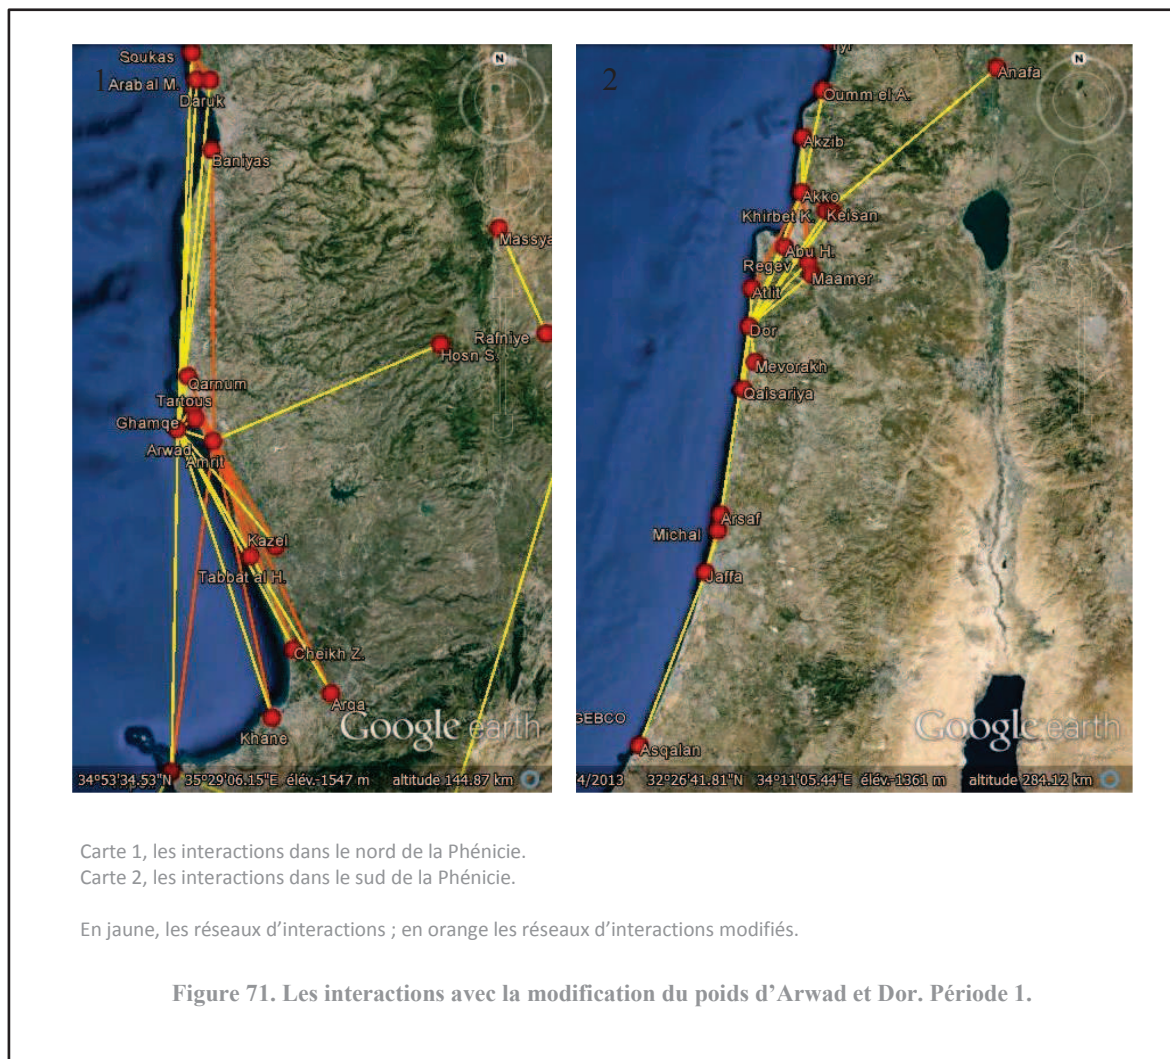 1
N
Soukas
Arab al M.
Daruk
Baniyas
Massya
Rafniye
Hosn S.
Qarnum
Tartous
Ghamqe
Arwad
Amrit
Kazel
Tabbat al H.
Cheikh Z.
Arqa
Khane
Google earth
34°53'34.53"N 35°29'06.15"E élév.-1547 m altitude 144.87 km
2
N
Tyr
Anafa
Oumm el A.
Akzib
Akko
Khirbet K.
Keisan
Abu H.
Regev
Maamer
Atlit
Dor
Mevorakh
Qaisariya
Arsaf
Michal
Jaffa
GEBCO
Asqalan
Google earth
4/2013 32°26'41.81"N 34°11'05.44"E élév.-1361 m altitude 284.12 km
Carte 1, les interactions dans le nord de la Phénicie.
Carte 2, les interactions dans le sud de la Phénicie.
En jaune, les réseaux d’interactions ; en orange les réseaux d’interactions modifiés.
Figure 71. Les interactions avec la modification du poids d’Arwad et Dor. Période 1.